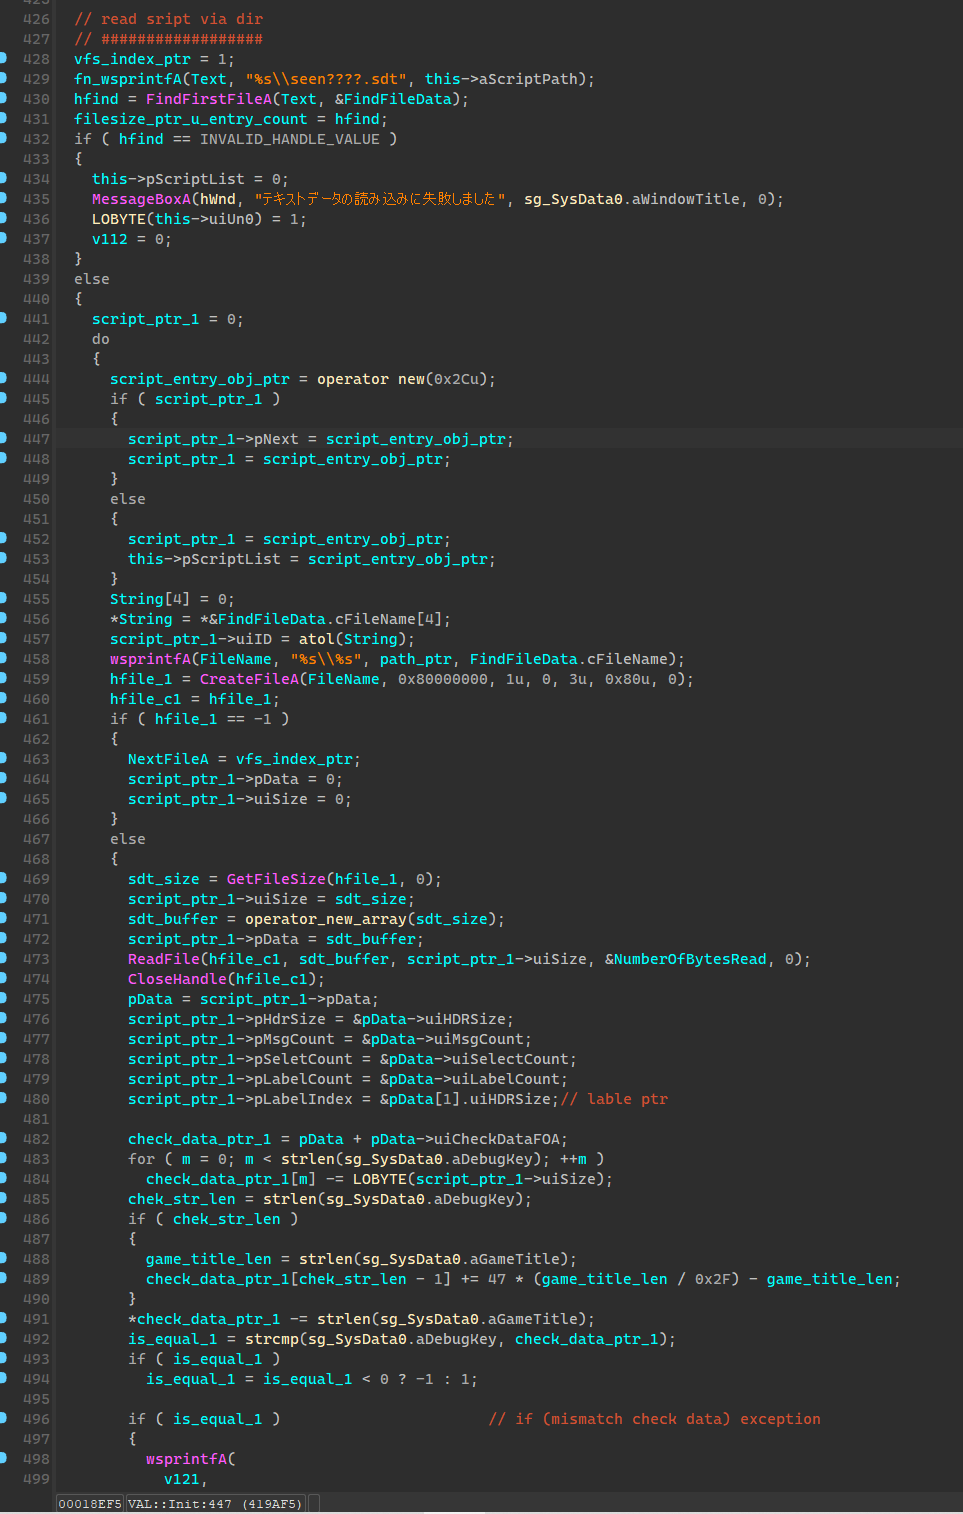 425
426 // read sript via dir
427 // ##################
428 vfs_index_ptr = 1;
429 fn_wsprintfA(Text, "%s\\seen????.sdt", this->aScriptPath);
430 hfind = FindFirstFileA(Text, &FindFileData);
431 filesize_ptr_u_entry_count = hfind;
432 if ( hfind == INVALID_HANDLE_VALUE )
433 {
434 this->pScriptList = 0;
435 MessageBoxA(hWnd, "テキストデータの読み込みに失敗しました", sg_SysData0.aWindowTitle, 0);
436 LOBYTE(this->uiUn0) = 1;
437 v112 = 0;
438 }
439 else
440 {
441 script_ptr_1 = 0;
442 do
443 {
444 script_entry_obj_ptr = operator new(0x2Cu);
445 if ( script_ptr_1 )
446 {
447 script_ptr_1->pNext = script_entry_obj_ptr;
448 script_ptr_1 = script_entry_obj_ptr;
449 }
450 else
451 {
452 script_ptr_1 = script_entry_obj_ptr;
453 this->pScriptList = script_entry_obj_ptr;
454 }
455 String[4] = 0;
456 *String = *&FindFileData.cFileName[4];
457 script_ptr_1->uiID = atol(String);
458 wsprintfA(FileName, "%s\\%s", path_ptr, FindFileData.cFileName);
459 hfile_1 = CreateFileA(FileName, 0x80000000, 1u, 0, 3u, 0x80u, 0);
460 hfile_c1 = hfile_1;
461 if ( hfile_1 == -1 )
462 {
463 NextFileA = vfs_index_ptr;
464 script_ptr_1->pData = 0;
465 script_ptr_1->uiSize = 0;
466 }
467 else
468 {
469 sdt_size = GetFileSize(hfile_1, 0);
470 script_ptr_1->uiSize = sdt_size;
471 sdt_buffer = operator_new_array(sdt_size);
472 script_ptr_1->pData = sdt_buffer;
473 ReadFile(hfile_c1, sdt_buffer, script_ptr_1->uiSize, &NumberOfBytesRead, 0);
474 CloseHandle(hfile_c1);
475 pData = script_ptr_1->pData;
476 script_ptr_1->pHdrSize = &pData->uiHDRSize;
477 script_ptr_1->pMsgCount = &pData->uiMsgCount;
478 script_ptr_1->pSeletCount = &pData->uiSelectCount;
479 script_ptr_1->pLabelCount = &pData->uiLabelCount;
480 script_ptr_1->pLabelIndex = &pData[1].uiHDRSize;// lable ptr
481
482 check_data_ptr_1 = pData + pData->uiCheckDataFOA;
483 for ( m = 0; m < strlen(sg_SysData0.aDebugKey); ++m )
484 check_data_ptr_1[m] -= LOBYTE(script_ptr_1->uiSize);
485 chek_str_len = strlen(sg_SysData0.aDebugKey);
486 if ( chek_str_len )
487 {
488 game_title_len = strlen(sg_SysData0.aGameTitle);
489 check_data_ptr_1[chek_str_len - 1] += 47 * (game_title_len / 0x2F) - game_title_len;
490 }
491 *check_data_ptr_1 -= strlen(sg_SysData0.aGameTitle);
492 is_equal_1 = strcmp(sg_SysData0.aDebugKey, check_data_ptr_1);
493 if ( is_equal_1 )
494 is_equal_1 = is_equal_1 < 0 ? -1 : 1;
495
496 if ( is_equal_1 ) // if (mismatch check data) exception
497 {
498 wsprintfA(
499 v121,
00018EF5 VAL::Init:447 (419AF5)